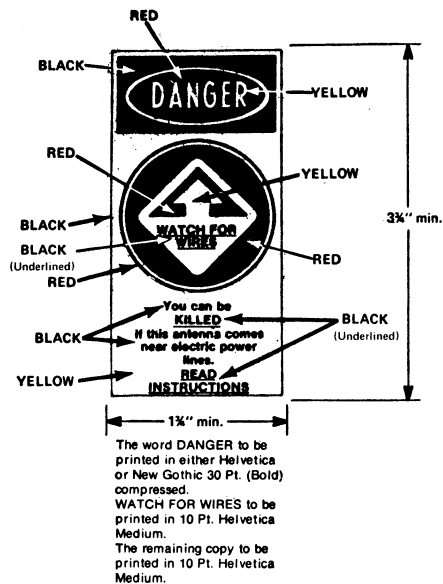 RED
BLACK
DANGER
YELLOW
RED
YELLOW
BLACK
WATCH FOR
WIRES
BLACK
(Underlined)
RED
RED
3¾" min.
You can be
KILLED
if this antenna comes
near electric power
lines.
READ
INSTRUCTIONS
BLACK
BLACK
(Underlined)
YELLOW
1¾" min.
The word DANGER to be
printed in either Helvetica
or New Gothic 30 Pt. (Bold)
compressed.
WATCH FOR WIRES to be
printed in 10 Pt. Helvetica
Medium.
The remaining copy to be
printed in 10 Pt. Helvetica
Medium.